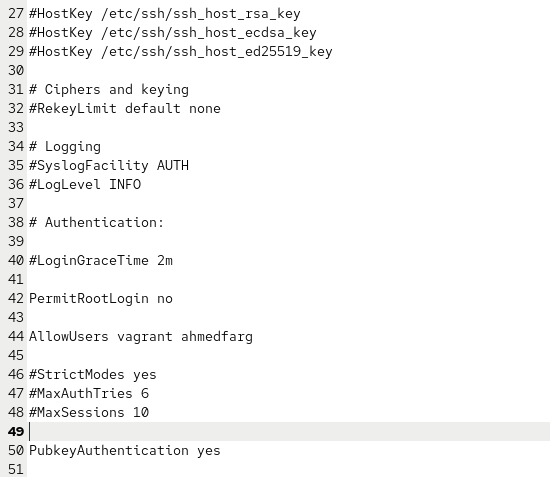 27 #HostKey /etc/ssh/ssh_host_rsa_key
28 #HostKey /etc/ssh/ssh_host_ecdsa_key
29 #HostKey /etc/ssh/ssh_host_ed25519_key
30
31 # Ciphers and keying
32 #RekeyLimit default none
33
34 # Logging
35 #SyslogFacility AUTH
36 #LogLevel INFO
37
38 # Authentication:
39
40 #LoginGraceTime 2m
41
42 PermitRootLogin no
43
44 AllowUsers vagrant ahmedfarg
45
46 #StrictModes yes
47 #MaxAuthTries 6
48 #MaxSessions 10
49
50 PubkeyAuthentication yes
51